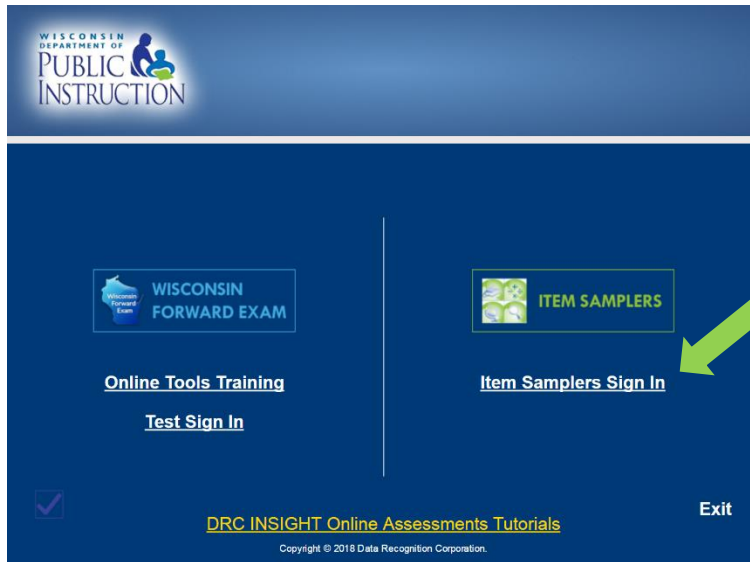 WISCONSIN
DEPARTMENT OF
PUBLIC
INSTRUCTION
Wisconsin
Forward
Exam
WISCONSIN
FORWARD EXAM
Online Tools Training
Test Sign In
ITEM SAMPLERS
Item Samplers Sign In
DRC INSIGHT Online Assessments Tutorials
Exit
Copyright © 2018 Data Recognition Corporation.